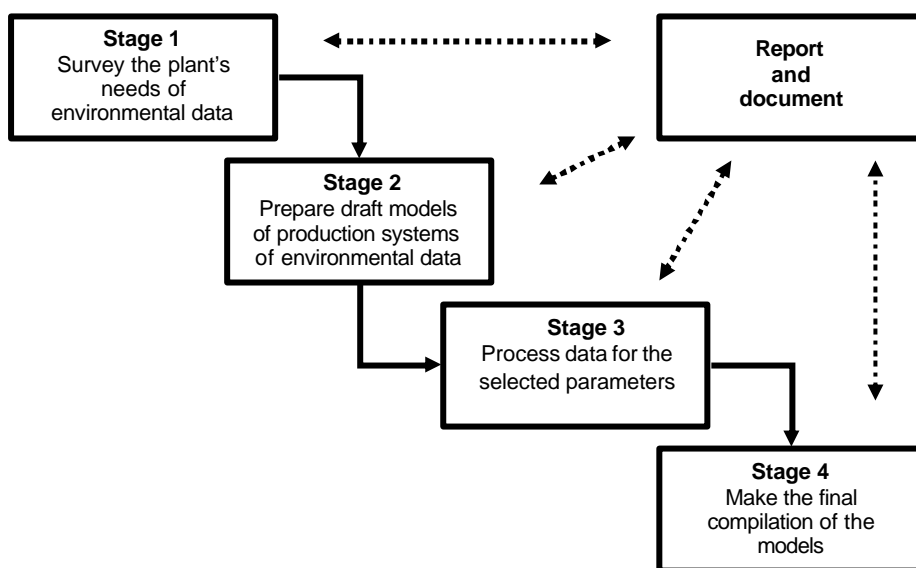 Stage 1
Survey the plant’s
needs of
environmental data
Report
and
document
Stage 2
Prepare draft models
of production systems
of environmental data
Stage 3
Process data for the
selected parameters
Stage 4
Make the final
compilation of the
models